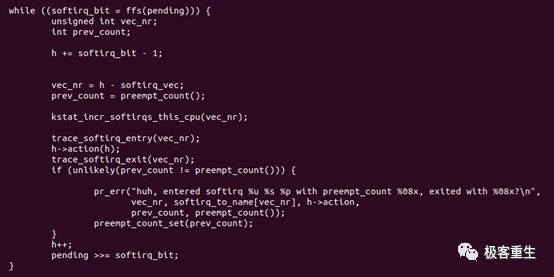 while ((softirq_bit = ffs(pending))) {
        unsigned int vec_nr;
        int prev_count;

        h += softirq_bit - 1;


        vec_nr = h - softirq_vec;
        prev_count = preempt_count();

        kstat_incr_softirqs_this_cpu(vec_nr);

        trace_softirq_entry(vec_nr);
        h->action(h);
        trace_softirq_exit(vec_nr);
        if (unlikely(prev_count != preempt_count())) {

                pr_err("huh, entered softirq %u %s %p with preempt_count %08x, exited with %08x?\n",
                       vec_nr, softirq_to_name[vec_nr], h->action,
                       prev_count, preempt_count());
                preempt_count_set(prev_count);
        }
        h++;
        pending >>= softirq_bit;
}
极客重生